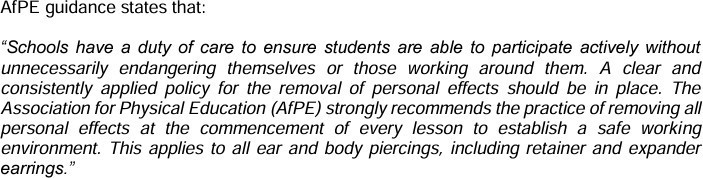 AfPE guidance states that:
“Schools have a duty of care to ensure students are able to participate actively without
unnecessarily endangering themselves or those working around them. A clear and
consistently applied policy for the removal of personal effects should be in place. The
Association for Physical Education (AfPE) strongly recommends the practice of removing all
personal effects at the commencement of every lesson to establish a safe working
environment. This applies to all ear and body piercings, including retainer and expander
earrings.”